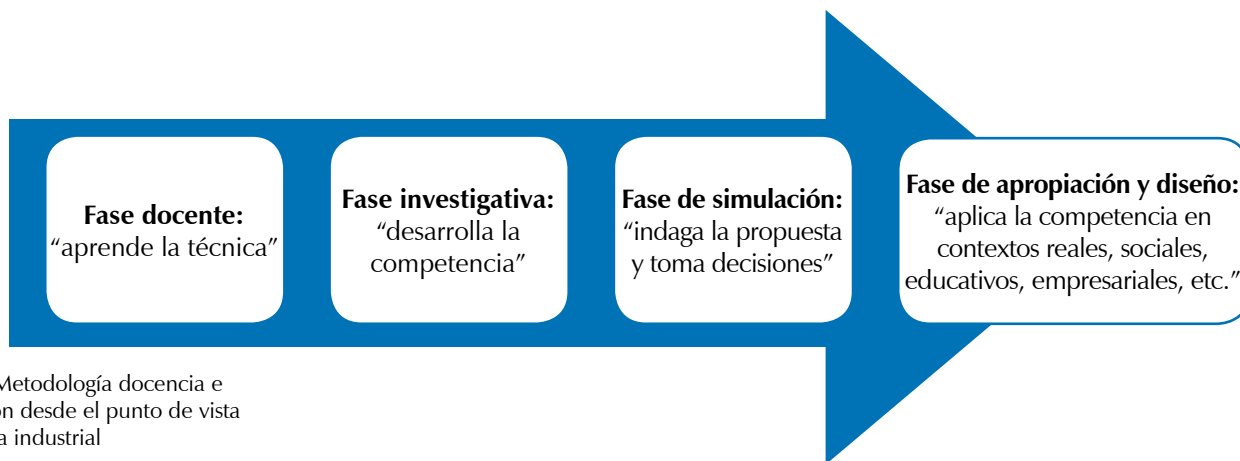 Fase docente:
“aprende la técnica”
Fase investigativa:
“desarrolla la
competencia”
Fase de simulación:
“indaga la propuesta
y toma decisiones”
Fase de apropiación y diseño:
“aplica la competencia en
contextos reales, sociales,
educativos, empresariales, etc.”
Metodología docencia e
n desde el punto de vista
a industrial